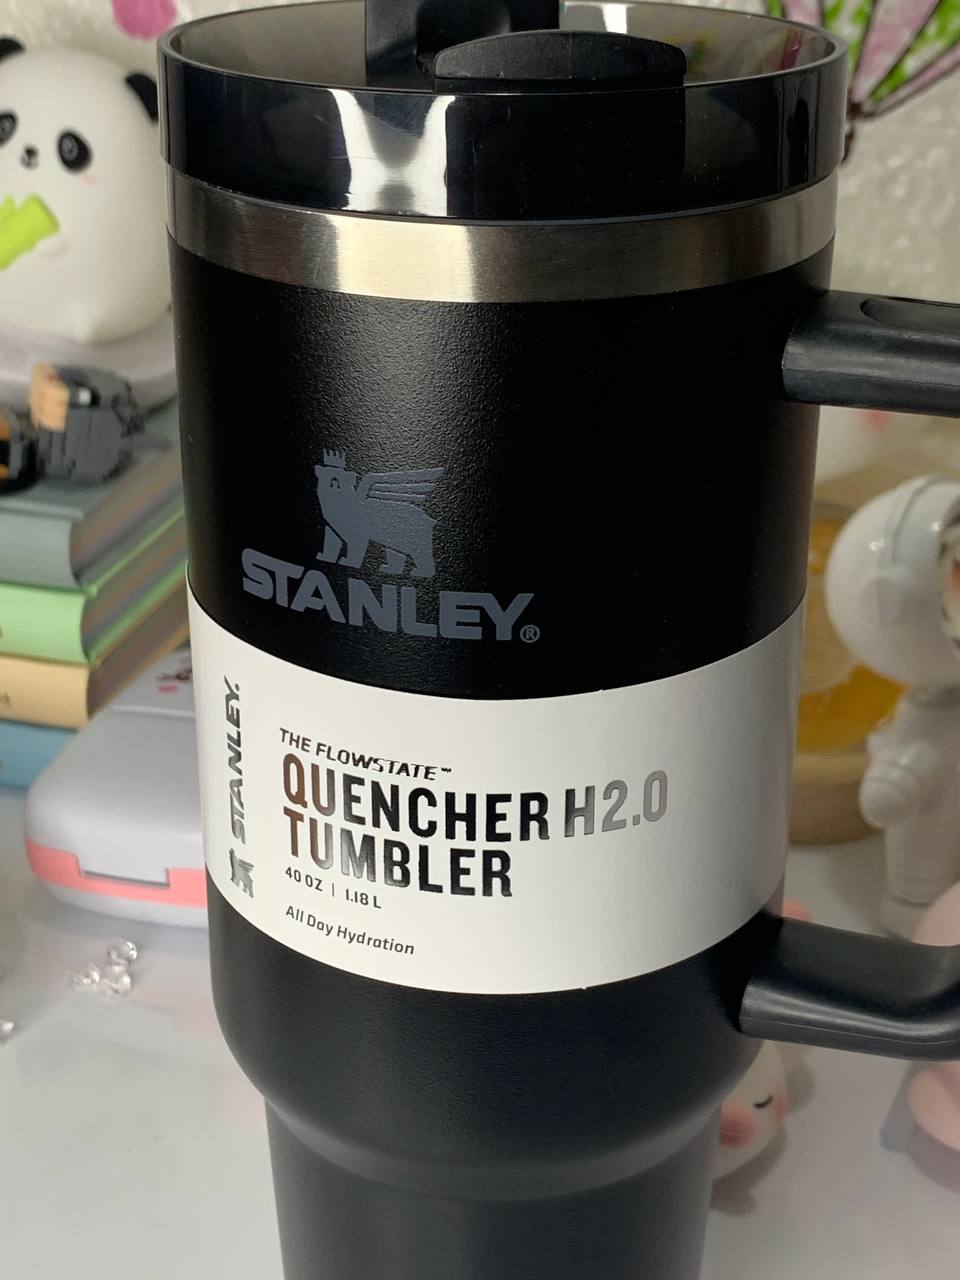 STANLEY®
STANLEY.
THE FLOWSTATE™
QUENCHER H2.0
TUMBLER
40 OZ | 1.18 L
All Day Hydration